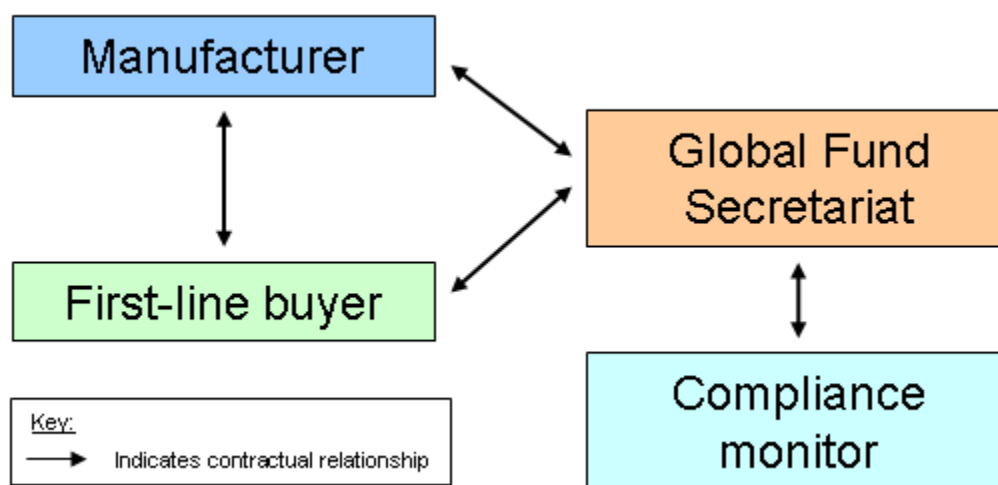 Manufacturer
Global Fund
Secretariat
First-line buyer
Compliance
monitor
Key:
Indicates contractual relationship